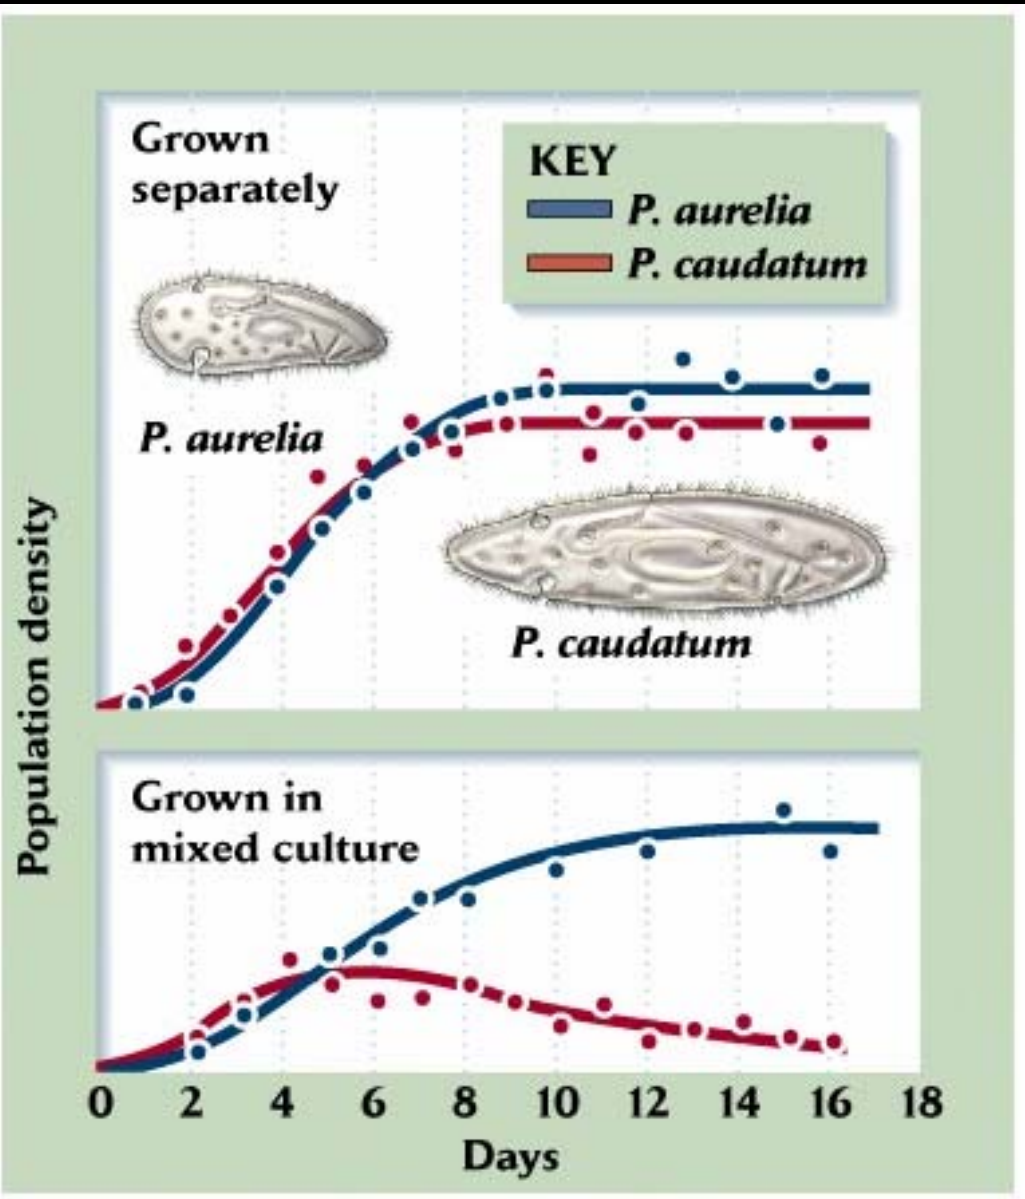 Grown
separately
KEY
P. aurelia
P. caudatum
P. aurelia
P. caudatum
Population density
Grown in
mixed culture
0 2 4 6 8 10 12 14 16 18
Days